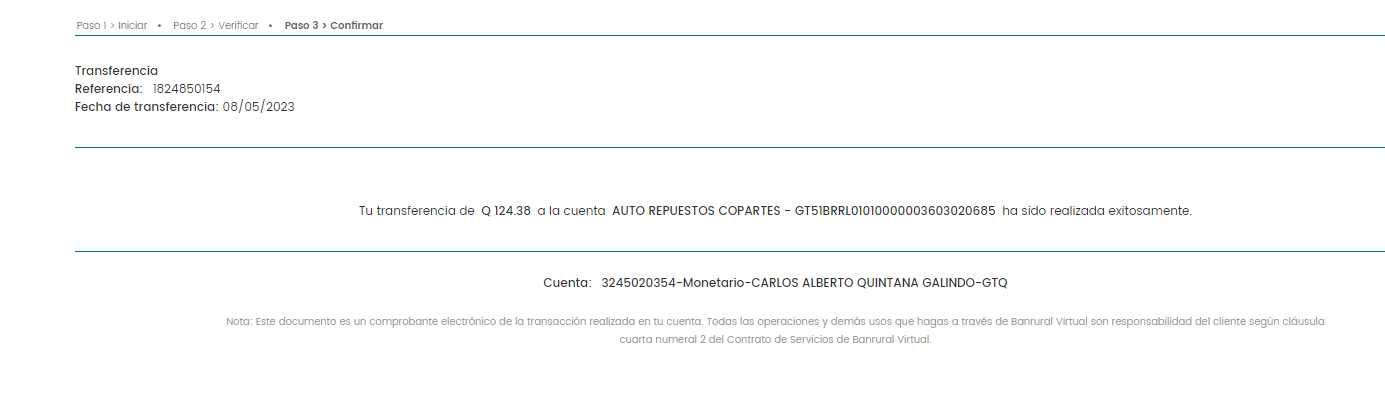 Paso 1 > Iniciar • Paso 2 > Verificar • Paso 3 > Confirmar
Transferencia
Referencia: 1824850154
Fecha de transferencia: 08/05/2023
Tu transferencia de Q 124.38 a la cuenta AUTO REPUESTOS COPARTES - GT51BRRL01010000003603020685 ha sido realizada exitosamente.
Cuenta: 3245020354-Monetario-CARLOS ALBERTO QUINTANA GALINDO-GTQ
Nota: Este documento es un comprobante electrónico de la transacción realizada en tu cuenta. Todas las operaciones y demás usos que hagas a través de Banrural Virtual son responsabilidad del cliente según cláusula
cuarta numeral 2 del Contrato de Servicios de Banrural Virtual.